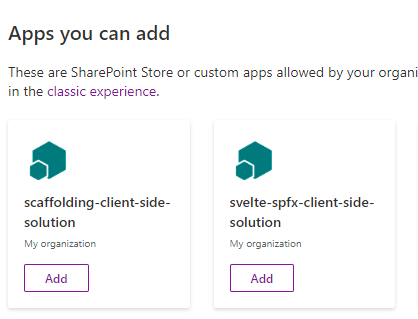 Apps you can add
These are SharePoint Store or custom apps allowed by your organi
in the classic experience.
scaffolding-client-side-
solution
My organization
Add
svelte-spfx-client-side-
solution
My organization
Add